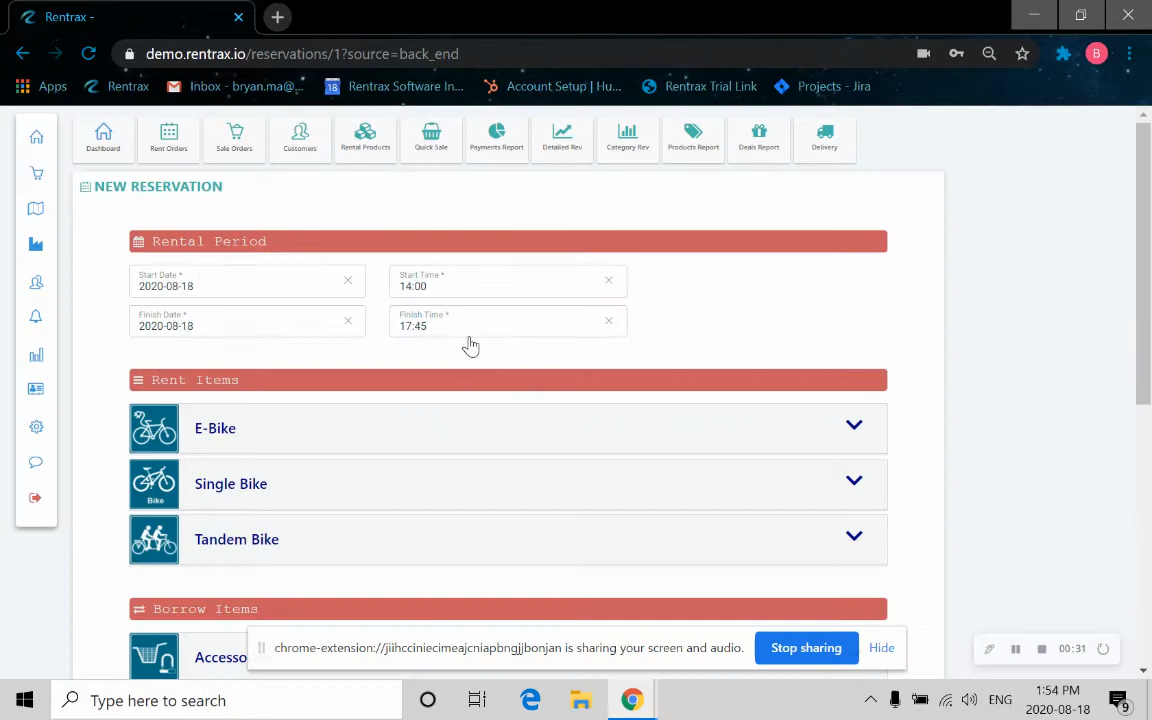 Rentrax -
demo.rentrax.io/reservations/1?source=back_end
Apps Rentrax Inbox - bryan.ma@... 18 Rentrax Software In... Account Setup | Hu... Rentrax Trial Link Projects - Jira
B
Dashboard Rent Orders Sale Orders Customers Rental Products Quick Sale Payments Report Detailed Rev Category Rev Products Report Deals Report Delivery
NEW RESERVATION
Rental Period
Start Date * Start Time *
2020-08-18 14:00
Finish Date * Finish Time *
2020-08-18 17:45
Rent Items
E-Bike
Single Bike
Bike
Tandem Bike
Borrow Items
Accesso
chrome-extension://jiihcciniecimeajcniapbngjjbonjan is sharing your screen and audio. Stop sharing Hide
00:31
Type here to search
ENG
1:54 PM
2020-08-18
9